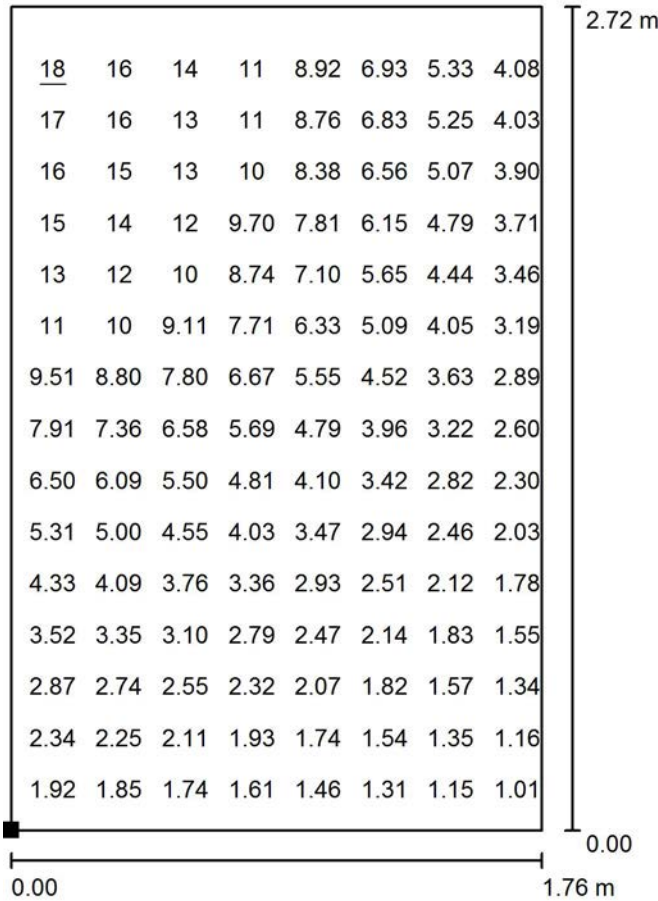 2.72 m
18 16 14 11 8.92 6.93 5.33 4.08
17 16 13 11 8.76 6.83 5.25 4.03
16 15 13 10 8.38 6.56 5.07 3.90
15 14 12 9.70 7.81 6.15 4.79 3.71
13 12 10 8.74 7.10 5.65 4.44 3.46
11 10 9.11 7.71 6.33 5.09 4.05 3.19
9.51 8.80 7.80 6.67 5.55 4.52 3.63 2.89
7.91 7.36 6.58 5.69 4.79 3.96 3.22 2.60
6.50 6.09 5.50 4.81 4.10 3.42 2.82 2.30
5.31 5.00 4.55 4.03 3.47 2.94 2.46 2.03
4.33 4.09 3.76 3.36 2.93 2.51 2.12 1.78
3.52 3.35 3.10 2.79 2.47 2.14 1.83 1.55
2.87 2.74 2.55 2.32 2.07 1.82 1.57 1.34
2.34 2.25 2.11 1.93 1.74 1.54 1.35 1.16
1.92 1.85 1.74 1.61 1.46 1.31 1.15 1.01
0.00
0.00 1.76 m